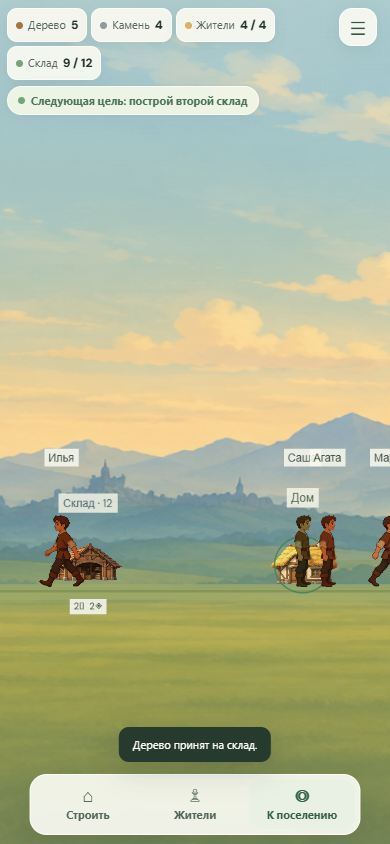 Дерево 5
Камень 4
Жители 4 / 4
Склад 9 / 12
Следующая цель: построй второй склад
Илья
Саш Агата
Ма
Склад · 12
Дом
Дерево принят на склад.
Строить
Жители
К поселению